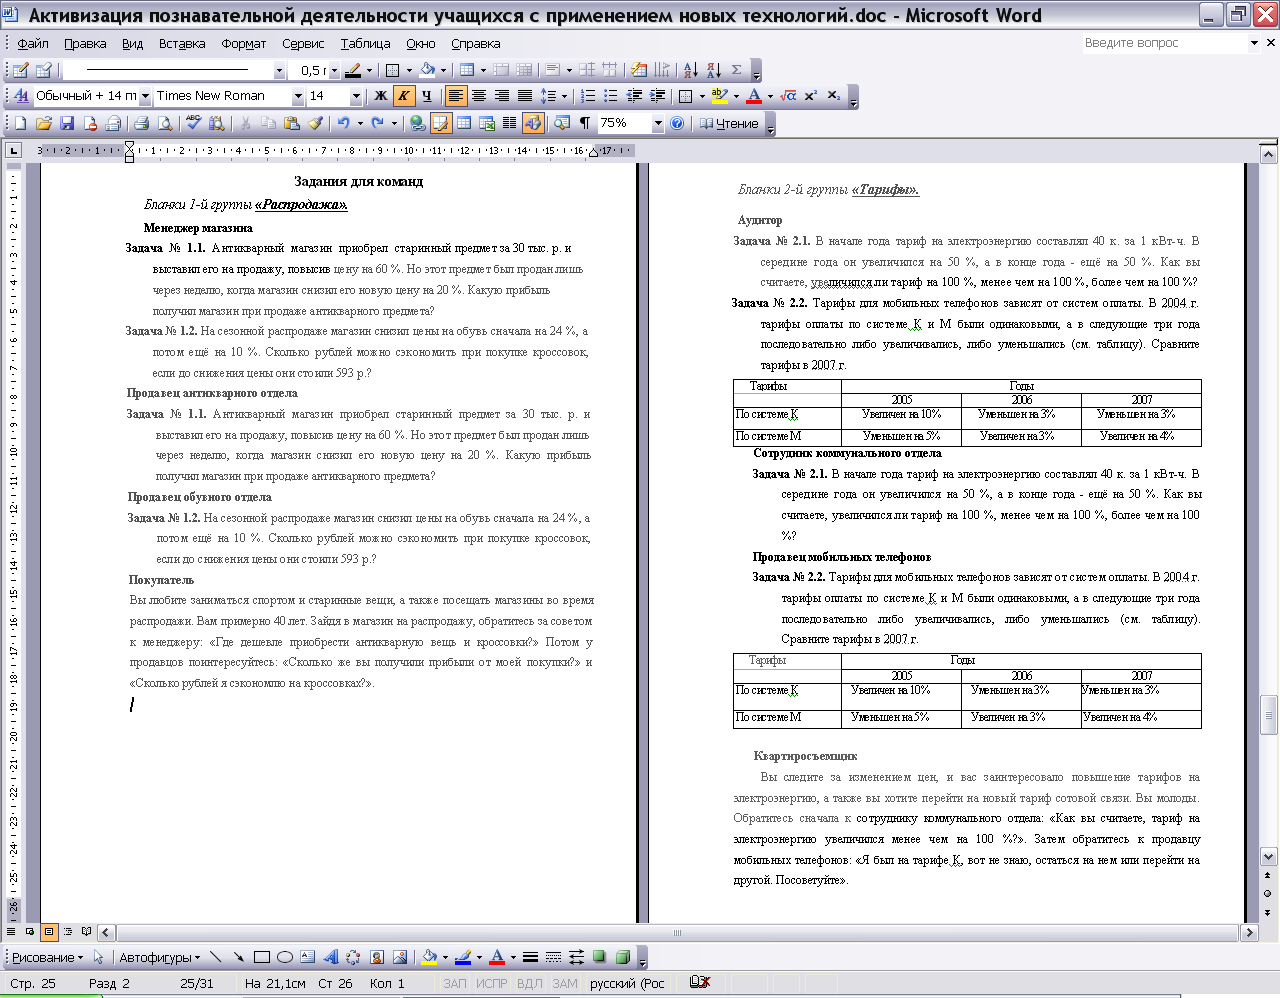 Активизация познавательной деятельности учащихся с применением новых технологий.doc - Microsoft Word
Файл Правка Вид Вставка Формат Сервис Таблица Окно Справка
Введите вопрос
0,5 г
Обычный + 14 пт Times New Roman 14 Ж К Ч
75% Чтение
3 2 1 1 2 3 4 5 6 7 8 9 10 11 12 13 14 15 16 17
Задания для команд
Бланки 1-й группы «Распродажа».
Менеджер магазина
Задача № 1.1. Антикварный магазин приобрел старинный предмет за 30 тыс. р. и
выставил его на продажу, повысив цену на 60 %. Но этот предмет был продан лишь
через неделю, когда магазин снизил его новую цену на 20 %. Какую прибыль
получил магазин при продаже антикварного предмета?
Задача № 1.2. На сезонной распродаже магазин снизил цены на обувь сначала на 24 %, а
потом ещё на 10 %. Сколько рублей можно сэкономить при покупке кроссовок,
если до снижения цены они стоили 593 р.?
Продавец антикварного отдела
Задача № 1.1. Антикварный магазин приобрел старинный предмет за 30 тыс. р. и
выставил его на продажу, повысив цену на 60 %. Но этот предмет был продан лишь
через неделю, когда магазин снизил его новую цену на 20 %. Какую прибыль
получил магазин при продаже антикварного предмета?
Продавец обувного отдела
Задача № 1.2. На сезонной распродаже магазин снизил цены на обувь сначала на 24 %, а
потом ещё на 10 %. Сколько рублей можно сэкономить при покупке кроссовок,
если до снижения цены они стоили 593 р.?
Покупатель
Вы любите заниматься спортом и старинные вещи, а также посещать магазины во время
распродажи. Вам примерно 40 лет. Зайдя в магазин на распродажу, обратитесь за советом
к менеджеру: «Где дешевле приобрести антикварную вещь и кроссовки?» Потом у
продавцов поинтересуйтесь: «Сколько же вы получили прибыли от моей покупки?» и
«Сколько рублей я сэкономлю на кроссовках?».
Бланки 2-й группы «Тарифы».
Аудитор
Задача № 2.1. В начале года тариф на электроэнергию составлял 40 к. за 1 кВт-ч. В
середине года он увеличился на 50 %, а в конце года - ещё на 50 %. Как вы
считаете, увеличился ли тариф на 100 %, менее чем на 100 %, более чем на 100 %?
Задача № 2.2. Тарифы для мобильных телефонов зависят от систем оплаты. В 2004 г.
тарифы оплаты по системе К и М были одинаковыми, а в следующие три года
последовательно либо увеличивались, либо уменьшались (см. таблицу). Сравните
тарифы в 2007 г.
Тарифы Годы
2005 2006 2007
По системе К Увеличен на 10% Уменьшен на 3% Уменьшен на 3%
По системе М Уменьшен на 5% Увеличен на 3% Увеличен на 4%
Сотрудник коммунального отдела
Задача № 2.1. В начале года тариф на электроэнергию составлял 40 к. за 1 кВт-ч. В
середине года он увеличился на 50 %, а в конце года - ещё на 50 %. Как вы
считаете, увеличился ли тариф на 100 %, менее чем на 100 %, более чем на 100
%?
Продавец мобильных телефонов
Задача № 2.2. Тарифы для мобильных телефонов зависят от систем оплаты. В 2004 г.
тарифы оплаты по системе К и М были одинаковыми, а в следующие три года
последовательно либо увеличивались, либо уменьшались (см. таблицу).
Сравните тарифы в 2007 г.
Тарифы Годы
2005 2006 2007
По системе К Увеличен на 10% Уменьшен на 3% Уменьшен на 3%
По системе М Уменьшен на 5% Увеличен на 3% Увеличен на 4%
Квартиросъемщик
Вы следите за изменением цен, и вас заинтересовало повышение тарифов на
электроэнергию, а также вы хотите перейти на новый тариф сотовой связи. Вы молоды.
Обратитесь сначала к сотруднику коммунального отдела: «Как вы считаете, тариф на
электроэнергию увеличился менее чем на 100 %?». Затем обратитесь к продавцу
мобильных телефонов: «Я был на тарифе К, вот не знаю, остаться на нем или перейти на
другой. Посоветуйте».
Рисование Автофигуры
Стр. 25 Разд 2 25/31 На 21,1см Ст 26 Кол 1 ЗАП ИСПР ВДЛ ЗАМ русский (Рос